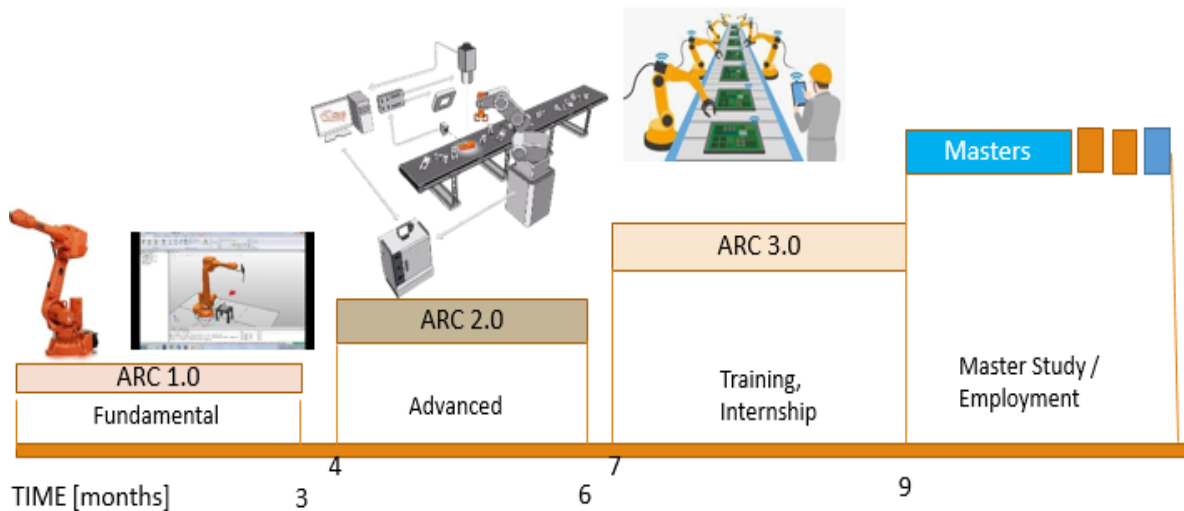 Masters
ARC 3.0
ARC 2.0
ARC 1.0
Fundamental
Advanced
Training,
Internship
Master Study /
Employment
4
7
TIME [months]
3
6
9